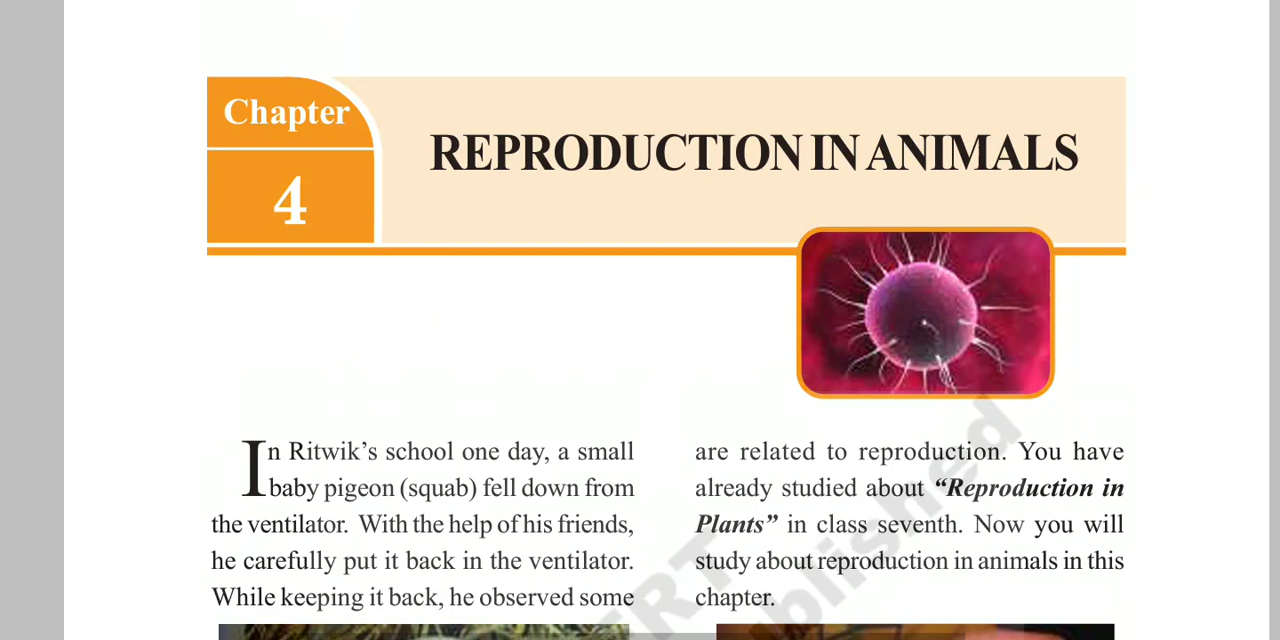 Chapter
4
REPRODUCTION IN ANIMALS
In Ritwik’s school one day, a small
baby pigeon (squab) fell down from
the ventilator. With the help of his friends,
he carefully put it back in the ventilator.
While keeping it back, he observed some
are related to reproduction. You have
already studied about “Reproduction in
Plants” in class seventh. Now you will
study about reproduction in animals in this
chapter.